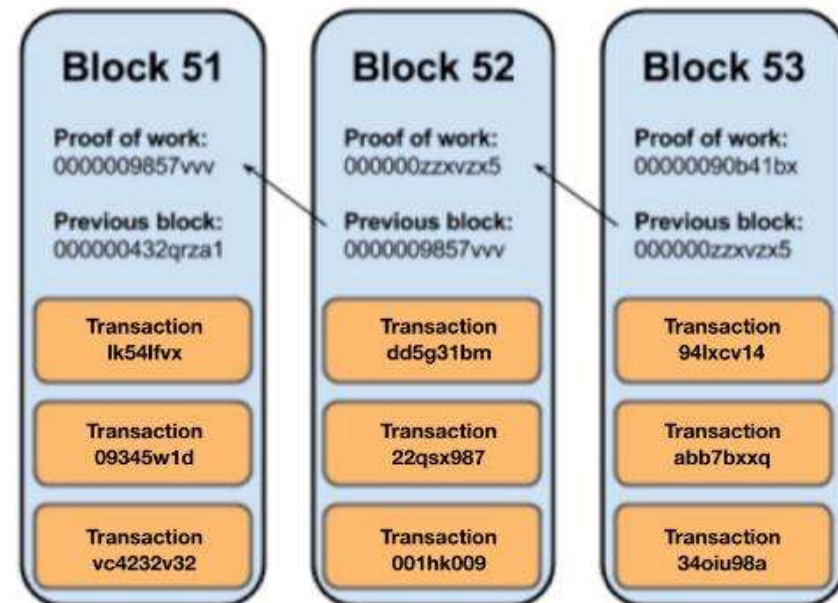 Block 51
Proof of work:
0000009857vvv
Previous block:
000000432qrza1
Transaction
lk54lfvx
Transaction
09345w1d
Transaction
vc4232v32
Block 52
Proof of work:
000000zzxvzx5
Previous block:
0000009857vvv
Transaction
dd5g31bm
Transaction
22qsx987
Transaction
001hk009
Block 53
Proof of work:
00000090b41bx
Previous block:
000000zzxvzx5
Transaction
94lxcv14
Transaction
abb7bxxq
Transaction
34oiu98a